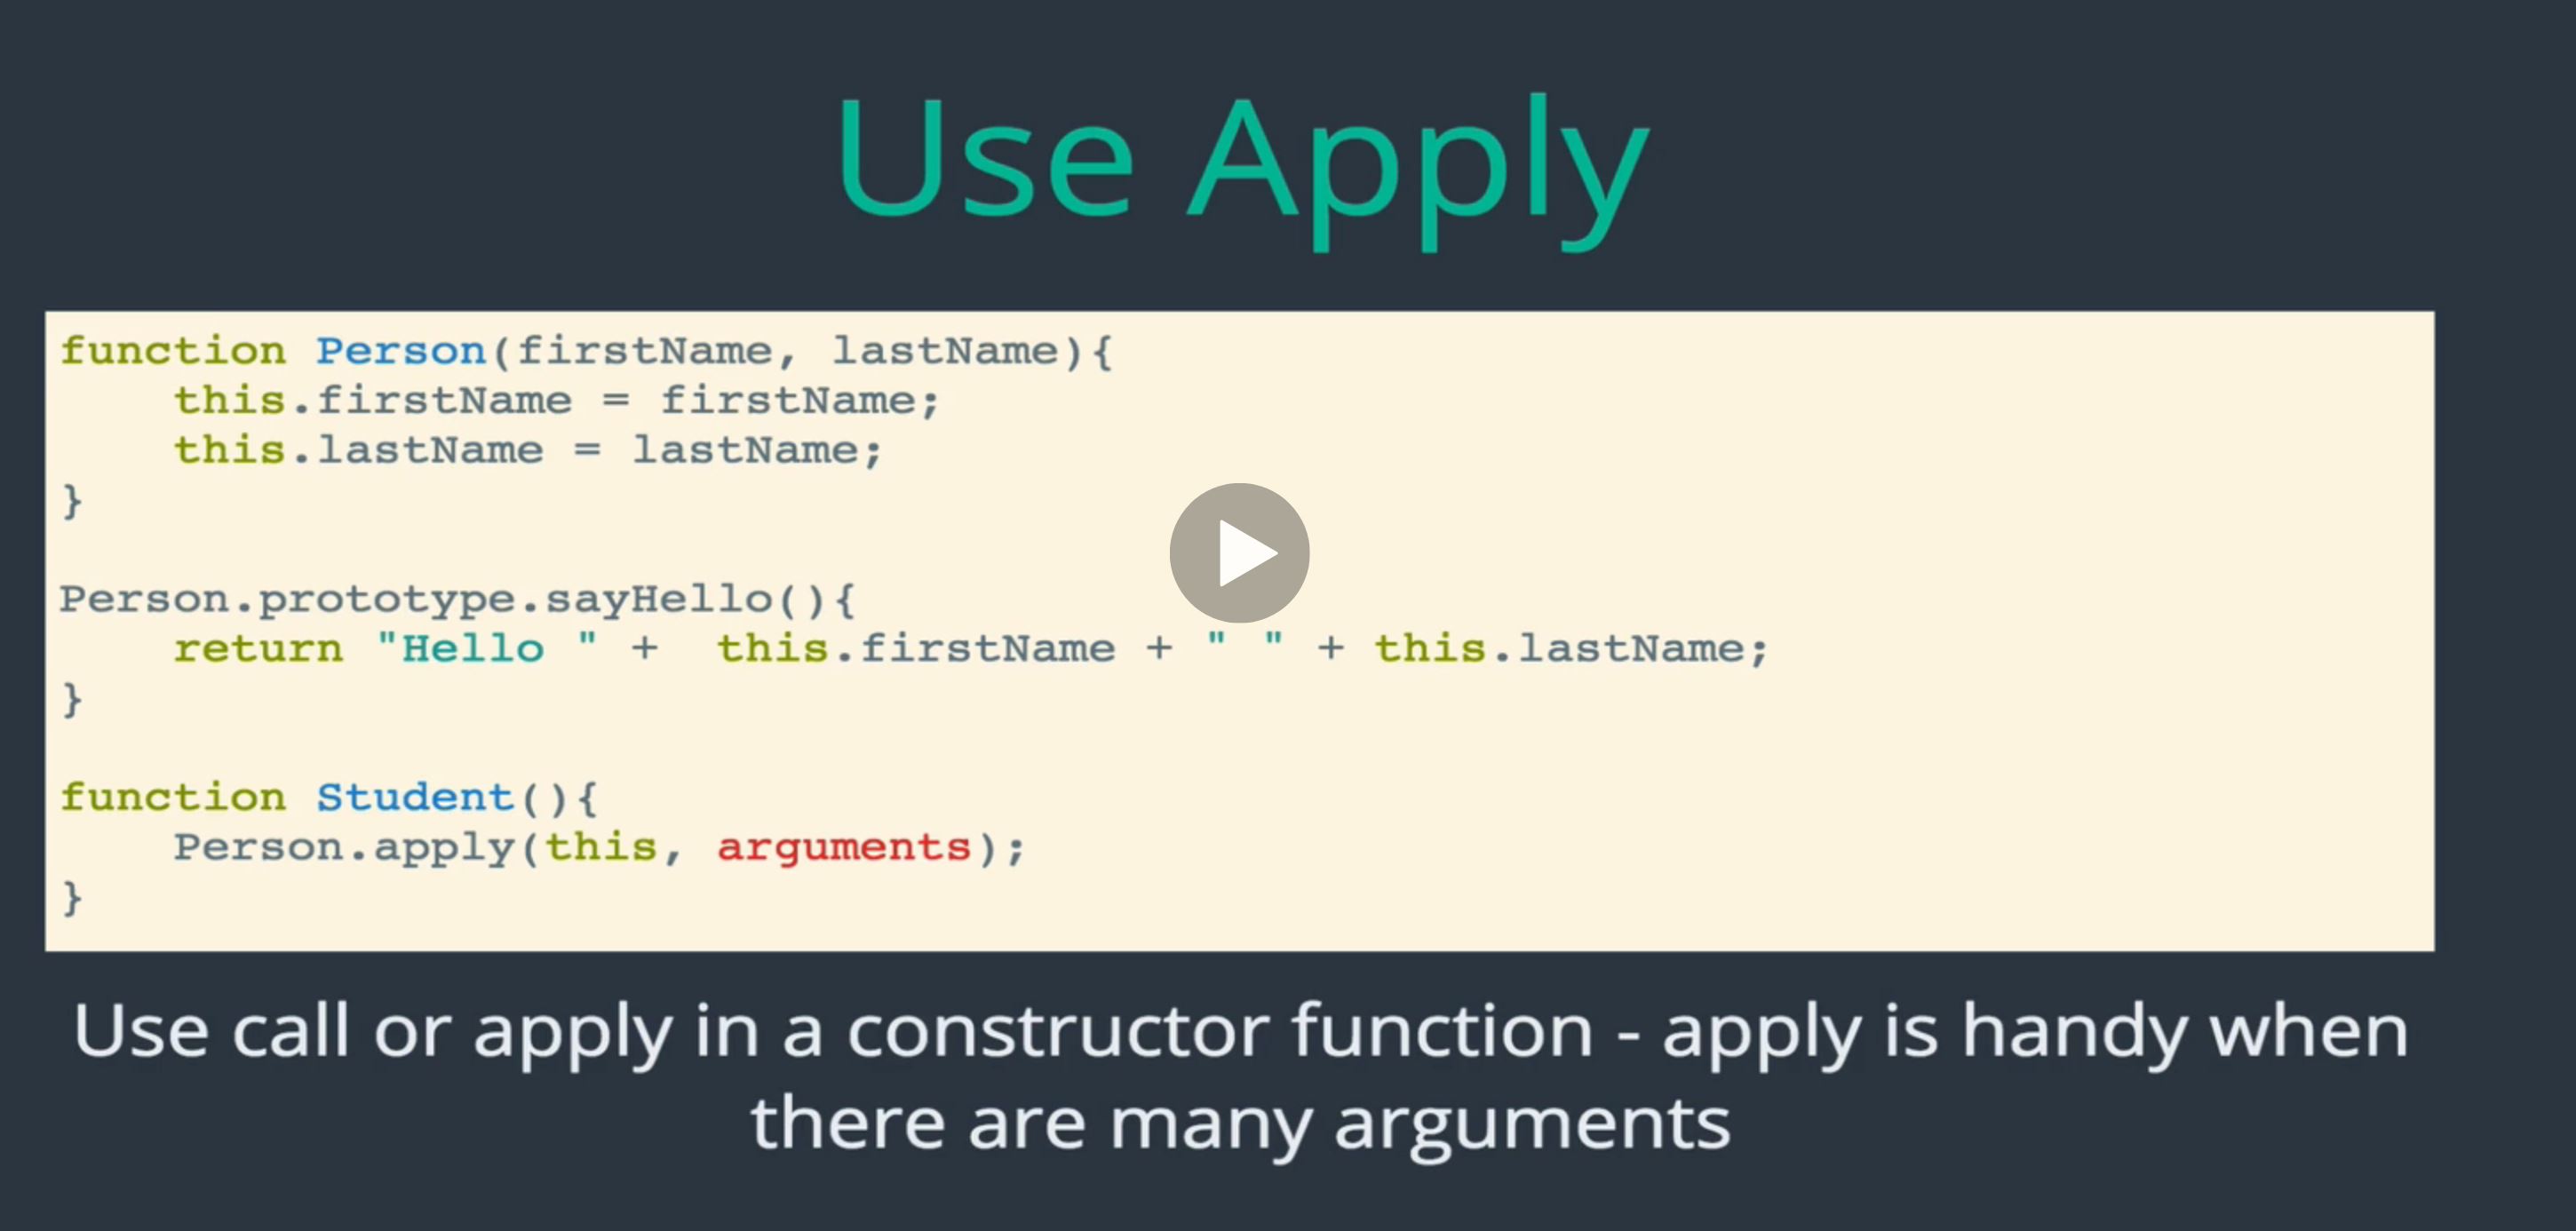 Use Apply
function Person(firstName, lastName){
    this.firstName = firstName;
    this.lastName = lastName;
}
Person.prototype.sayHello(){
    return "Hello " +  this.firstName + " " + this.lastName;
}
function Student(){
    Person.apply(this, arguments);
}
Use call or apply in a constructor function - apply is handy when
there are many arguments